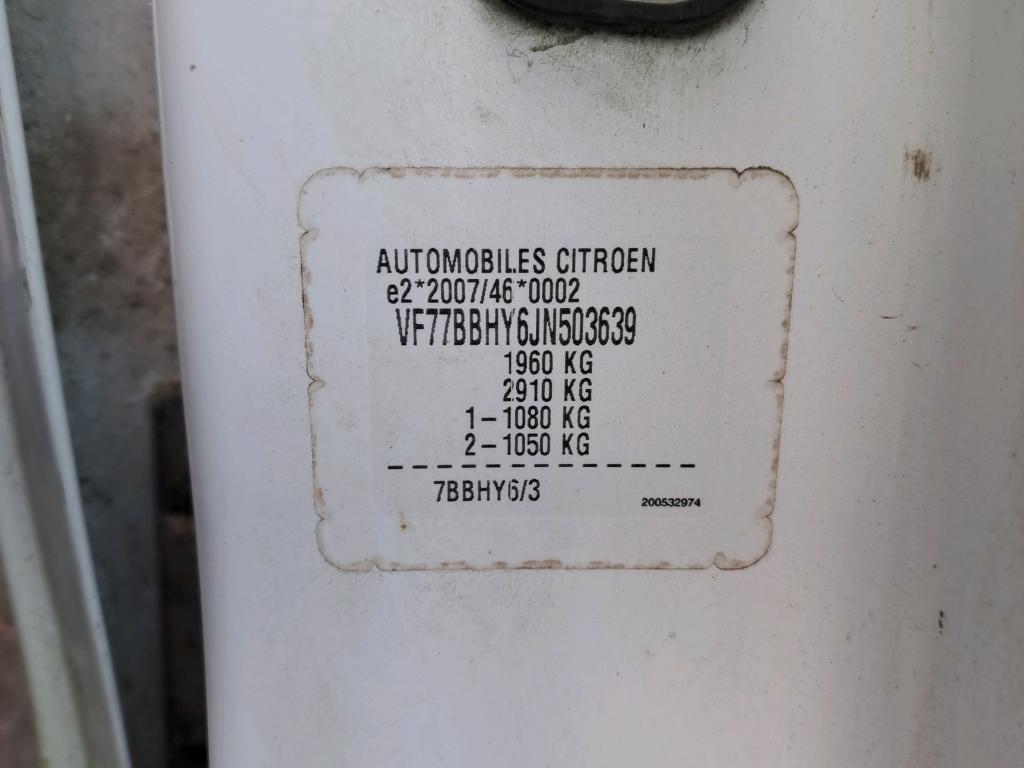 AUTOMOBILES CITROEN
e2*2007/46*0002
VF77BBHY6JN503639
1960 KG
2910 KG
1-1080 KG
2-1050 KG
7BBHY6/3
200532974